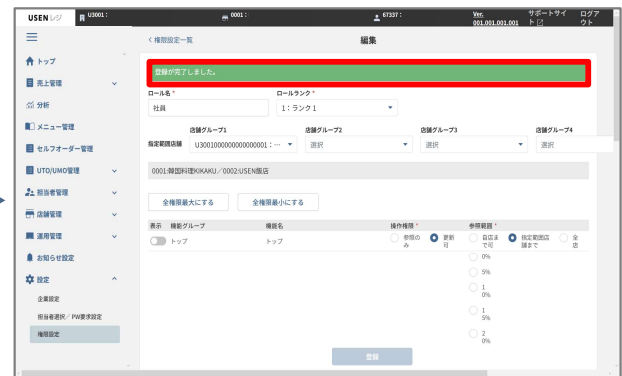 USEN レジ U3001： 0001： 67337： Ver. 001.001.001.001 サポートサイト ログアウト
＜権限設定一覧 編集
トップ
登録が完了しました。
売上管理
ロール名 * ロールランク *
分析
社員 1：ランク 1
メニュー管理
店舗グループ1 店舗グループ2 店舗グループ3 店舗グループ4
セルフオーダー管理
指定範囲店舗 U3001000000000000001：… 選択 選択 選択
UTO/UMO管理
0001:韓国料理KIKAKU／0002:USEN飯店
担当者管理
店舗管理
全権限最大にする 全権限最小にする
運用管理
表示 機能グループ 機能名 操作権限 * 参照範囲 *
お知らせ設定
トップ トップ 参照のみ 更新可 自店まで可 指定範囲店舗まで 全店
0%
設定
5%
企業設定
10%
担当者選択／PW要求設定
15%
権限設定
20%
登録